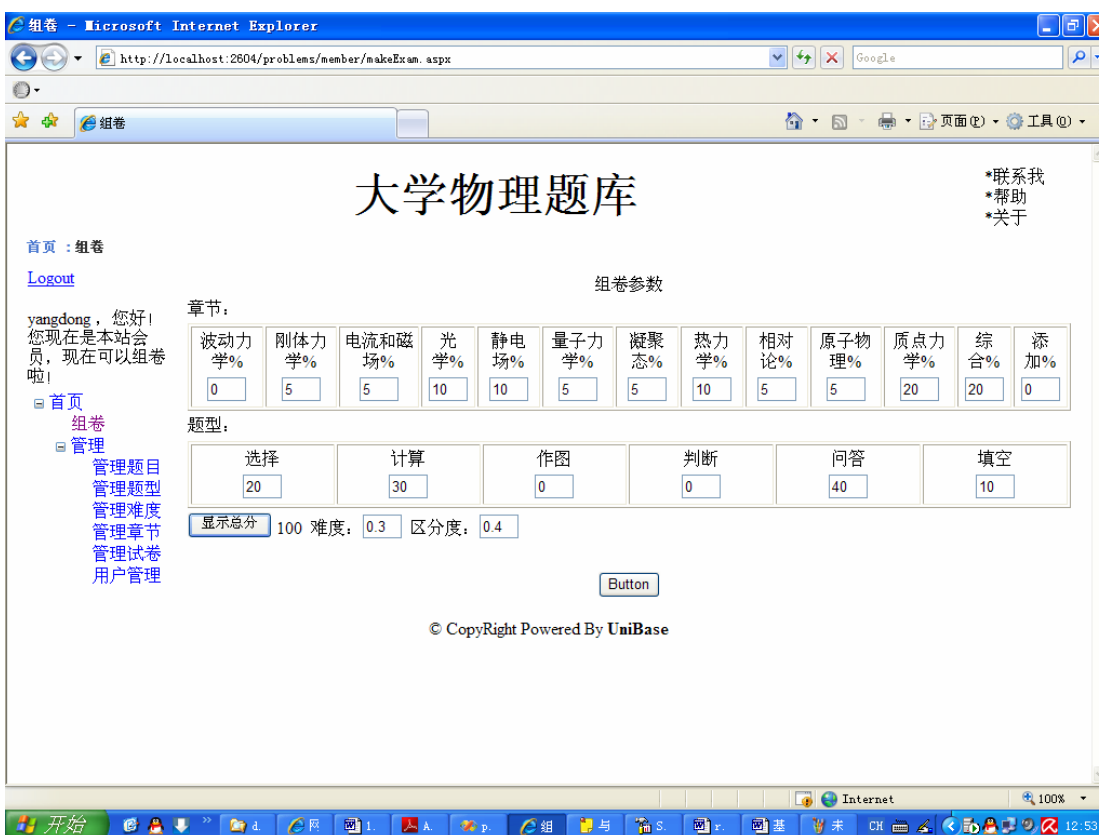 组卷 - Microsoft Internet Explorer
http://localhost:2604/problems/member/makeExam.aspx
Google
组卷
页面(P)
工具(O)
大学物理题库
*联系我
*帮助
*关于
首页 ：组卷
Logout
yangdong ，您好！
您现在是本站会
员，现在可以组卷
啦！
首页
组卷
管理
管理题目
管理题型
管理难度
管理章节
管理试卷
用户管理
组卷参数
章节：
波动力学% 刚体力学% 电流和磁场% 光学% 静电场% 量子力学% 凝聚态% 热力学% 相对论% 原子物理% 质点力学% 综合% 添加%
0 5 5 10 10 5 5 10 5 5 20 20 0
题型：
选择 计算 作图 判断 问答 填空
20 30 0 0 40 10
显示总分 100 难度： 0.3 区分度： 0.4
Button
© CopyRight Powered By UniBase
Internet
100%
开始 d. 网 1. A. p. 组 与 S. r. 基 未 CH 12:53